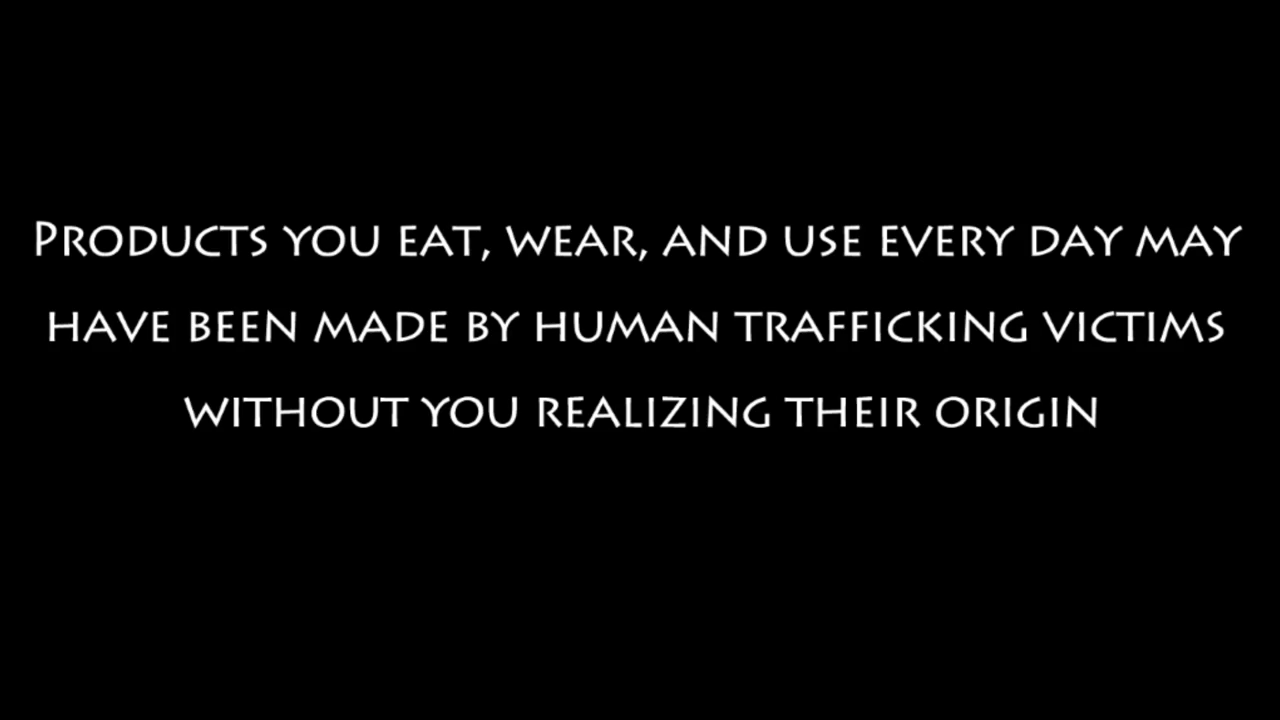 Products you eat, wear, and use every day may
have been made by human trafficking victims
without you realizing their origin